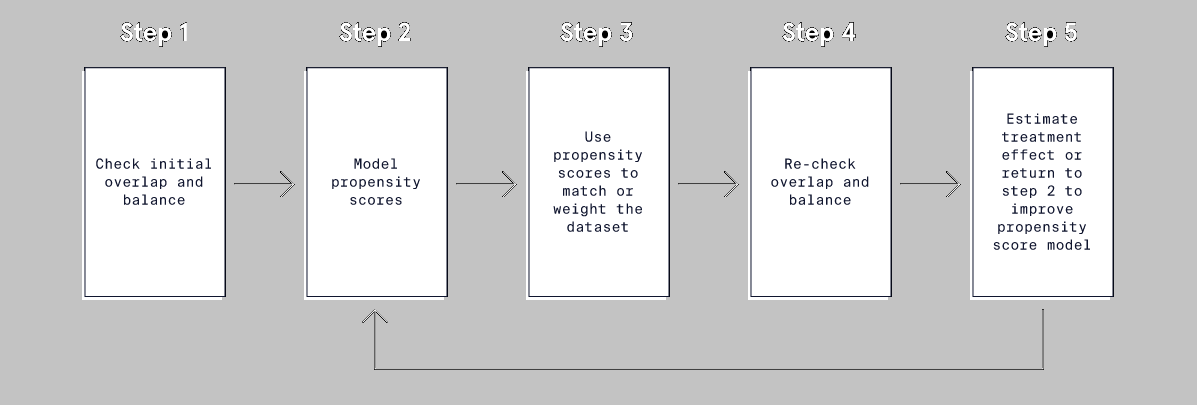 Step 1
Step 2
Step 3
Step 4
Step 5
Check initial
overlap and
balance
Model
propensity
scores
Use
propensity
scores to
match or
weight the
dataset
Re-check
overlap and
balance
Estimate
treatment
effect or
return to
step 2 to
improve
propensity
score model